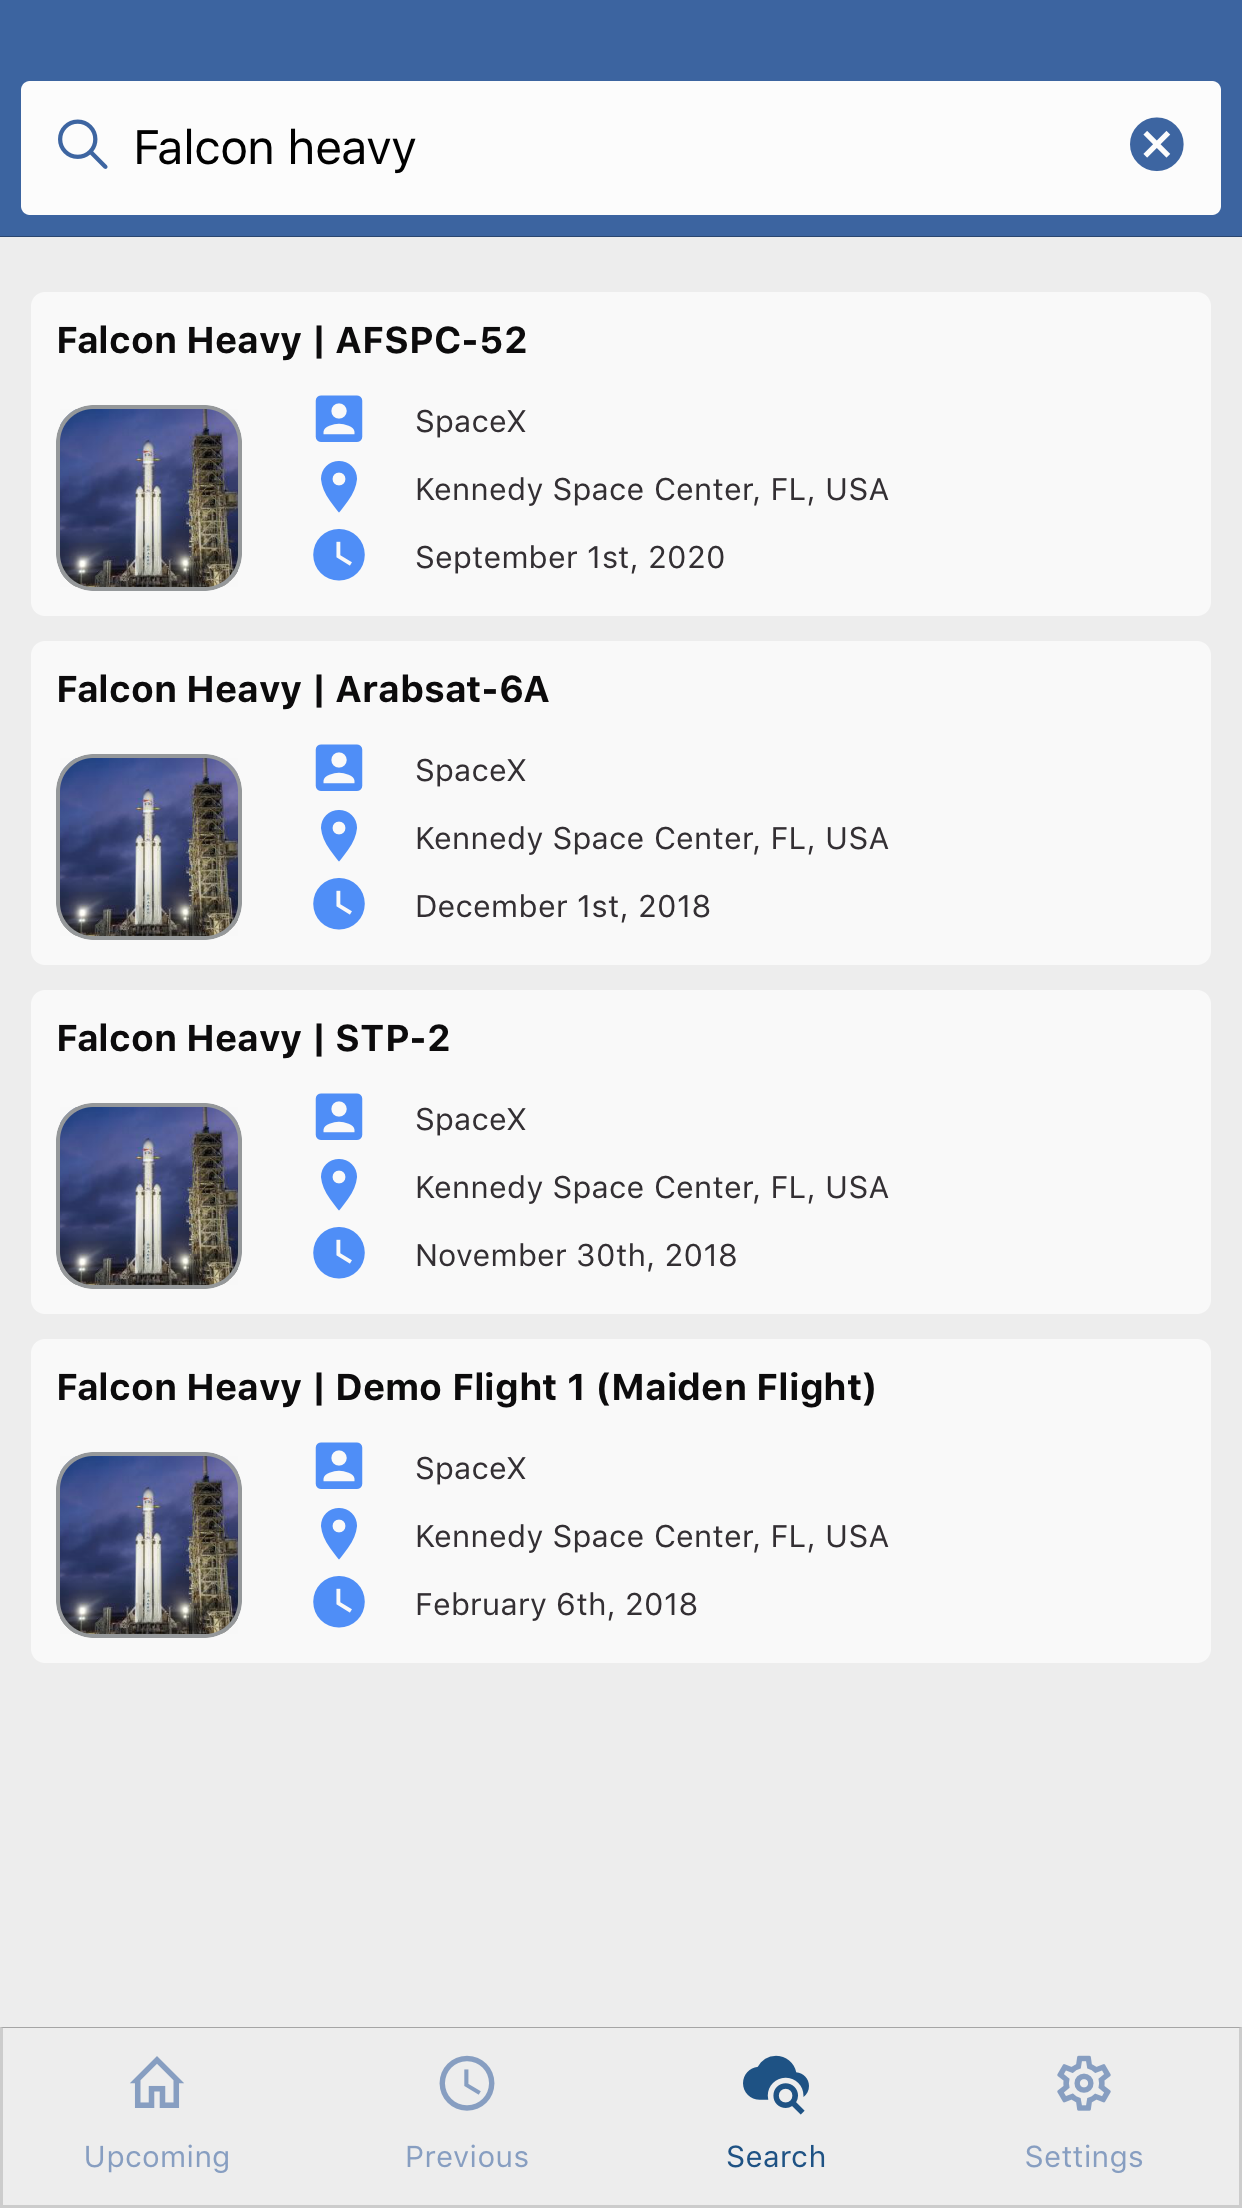 Falcon heavy
Falcon Heavy | AFSPC-52
SpaceX
Kennedy Space Center, FL, USA
September 1st, 2020
Falcon Heavy | Arabsat-6A
SpaceX
Kennedy Space Center, FL, USA
December 1st, 2018
Falcon Heavy | STP-2
SpaceX
Kennedy Space Center, FL, USA
November 30th, 2018
Falcon Heavy | Demo Flight 1 (Maiden Flight)
SpaceX
Kennedy Space Center, FL, USA
February 6th, 2018
Upcoming
Previous
Search
Settings